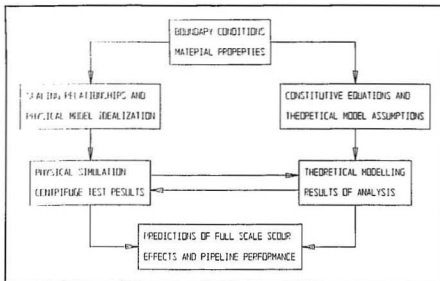 BOUNDARY CONDITIONS
MATERIAL PROPERTIES
SCALING RELATIONSHIPS AND
PHYSICAL MODEL IDEALIZATION
CONSTITUTIVE EQUATIONS AND
THEORETICAL MODEL ASSUMPTIONS
PHYSICAL SIMULATION
CENTRIFUGE TEST RESULTS
THEORETICAL MODELLING
RESULTS OF ANALYSIS
PREDICTIONS OF FULL SCALE SCOUR
EFFECTS AND PIPELINE PERFORMANCE